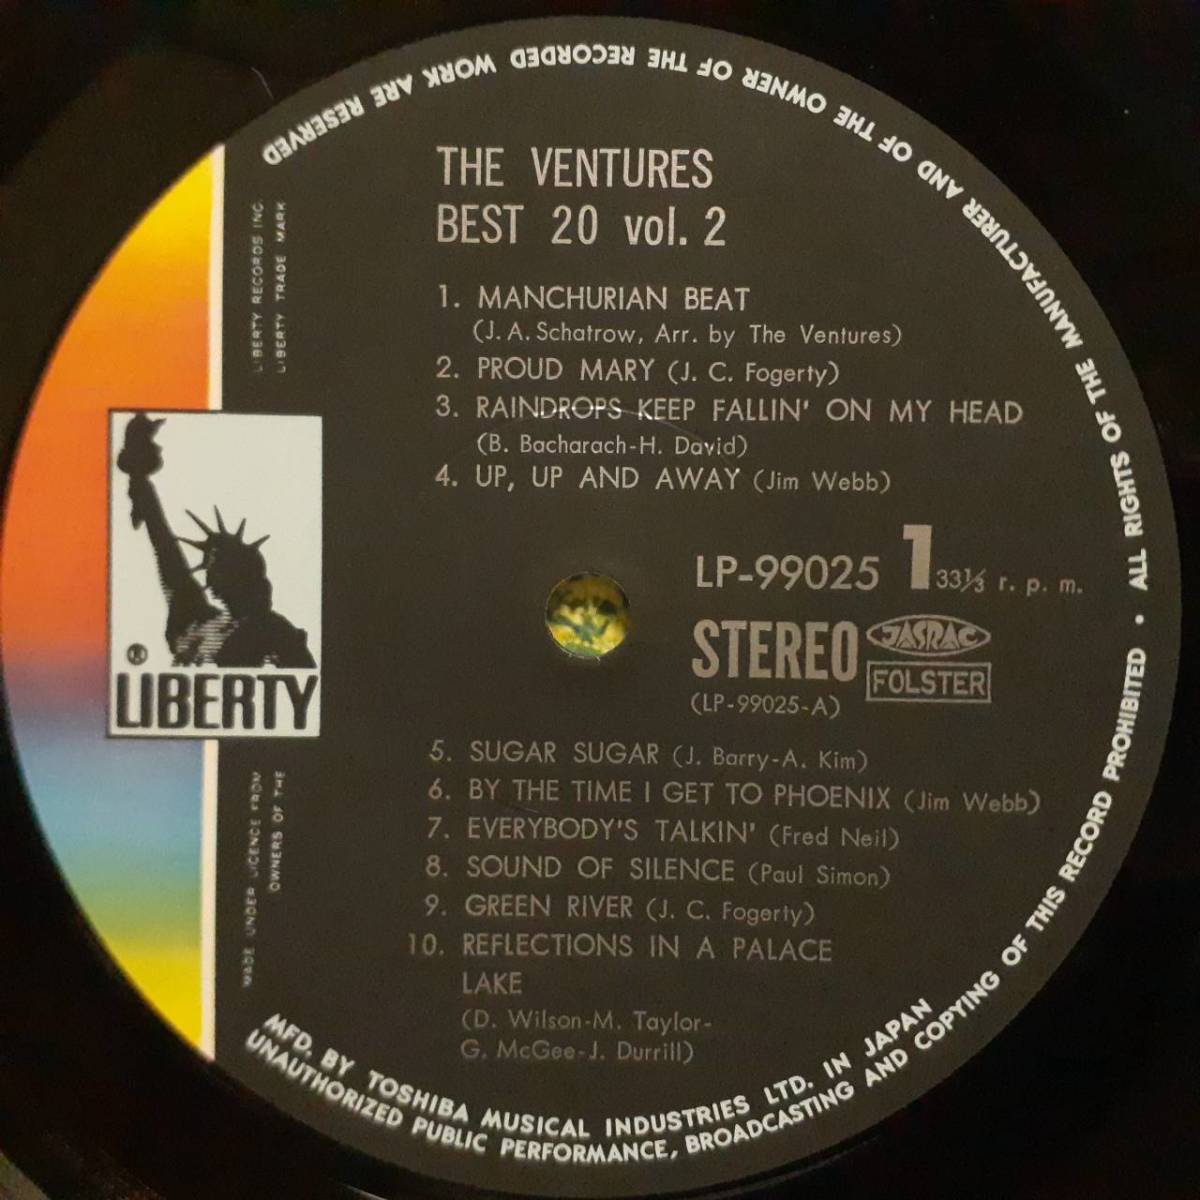 THE VENTURES
BEST 20 vol. 2
1. MANCHURIAN BEAT
(J. A. Schatrow, Arr. by The Ventures)
2. PROUD MARY (J. C. Fogerty)
3. RAINDROPS KEEP FALLIN' ON MY HEAD
(B. Bacharach-H. David)
4. UP, UP AND AWAY (Jim Webb)
LP-99025 1 33⅓ r. p. m.
STEREO JASRAC
FOLSTER
(LP-99025-A)
5. SUGAR SUGAR (J. Barry-A. Kim)
6. BY THE TIME I GET TO PHOENIX (Jim Webb)
7. EVERYBODY'S TALKIN' (Fred Neil)
8. SOUND OF SILENCE (Paul Simon)
9. GREEN RIVER (J. C. Fogerty)
10. REFLECTIONS IN A PALACE
LAKE
(D. Wilson-M. Taylor-
G. McGee-J. Durrill)
®
LIBERTY
LIBERTY RECORDS INC.
LIBERTY TRADE MARK
MADE UNDER LICENCE FROM
OWNERS OF THE
MFD. BY TOSHIBA MUSICAL INDUSTRIES LTD. IN JAPAN
UNAUTHORIZED PUBLIC PERFORMANCE, BROADCASTING AND COPYING OF THIS RECORD PROHIBITED • ALL RIGHTS OF THE MANUFACTURER AND OF THE OWNER OF THE RECORDED WORK ARE RESERVED